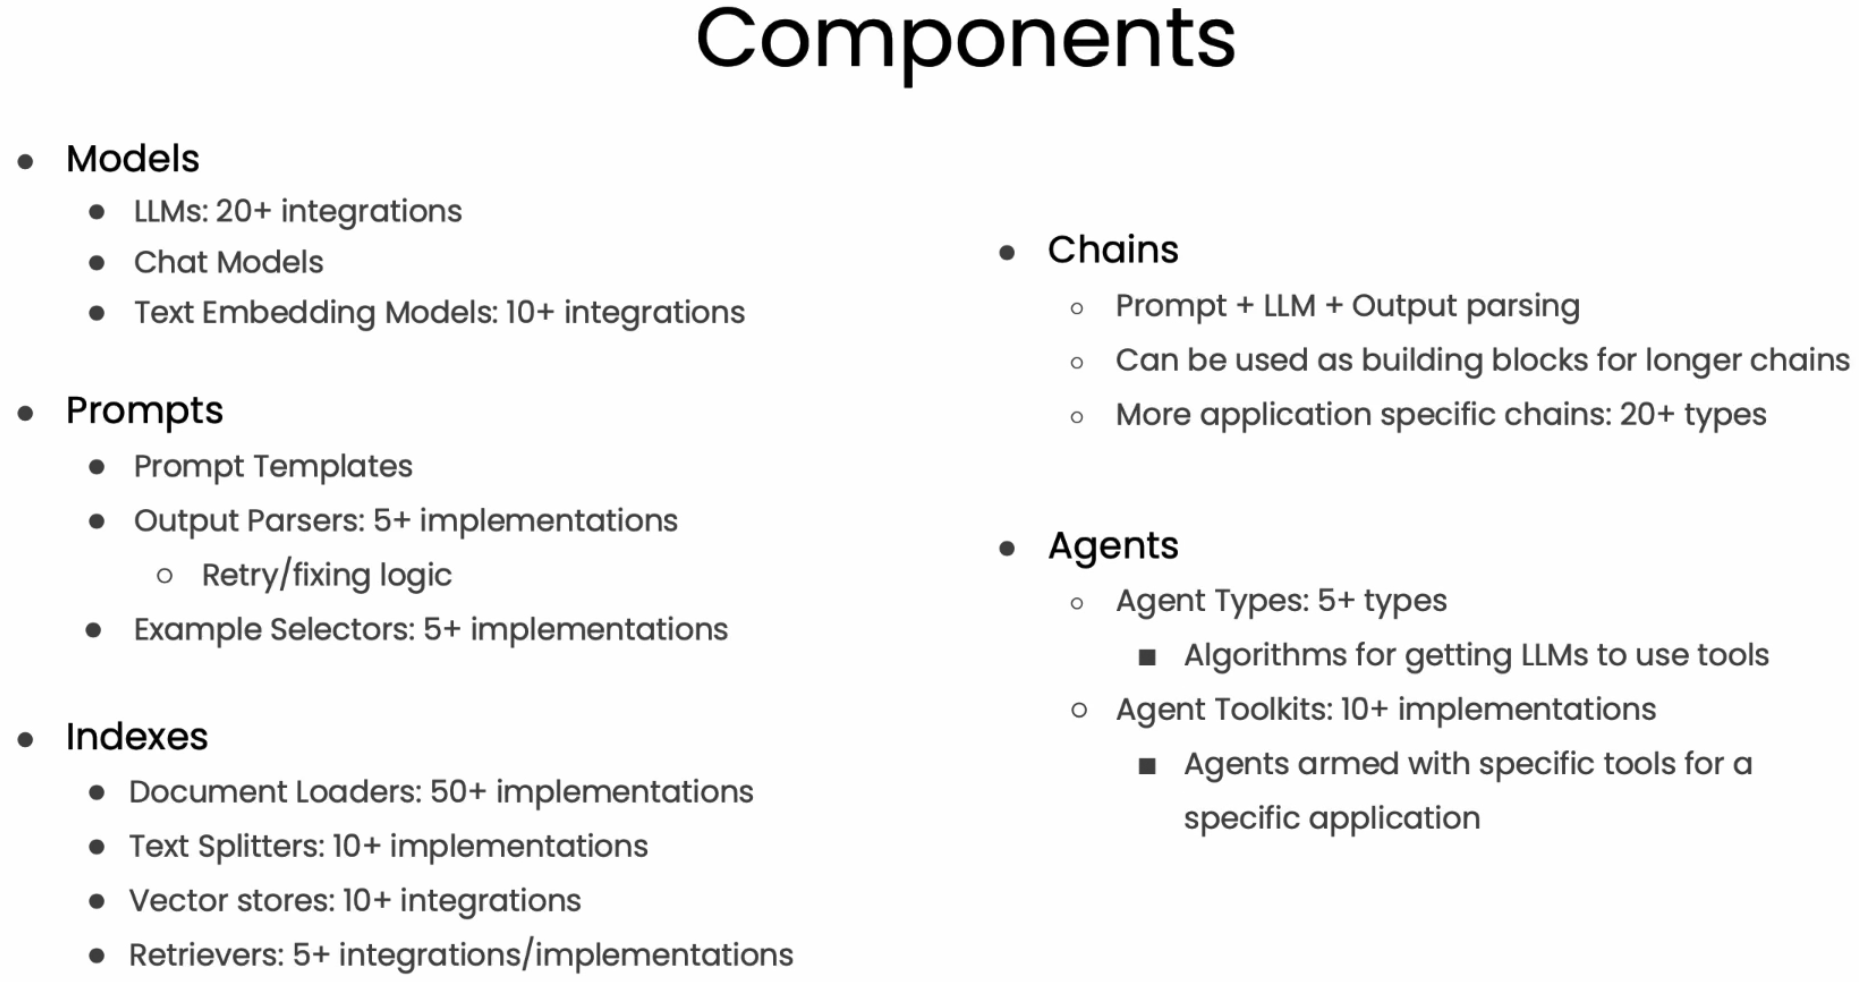 Components
Models
LLMs: 20+ integrations
Chat Models
Text Embedding Models: 10+ integrations
Prompts
Prompt Templates
Output Parsers: 5+ implementations
Retry/fixing logic
Example Selectors: 5+ implementations
Indexes
Document Loaders: 50+ implementations
Text Splitters: 10+ implementations
Vector stores: 10+ integrations
Retrievers: 5+ integrations/implementations
Chains
Prompt + LLM + Output parsing
Can be used as building blocks for longer chains
More application specific chains: 20+ types
Agents
Agent Types: 5+ types
Algorithms for getting LLMs to use tools
Agent Toolkits: 10+ implementations
Agents armed with specific tools for a
specific application